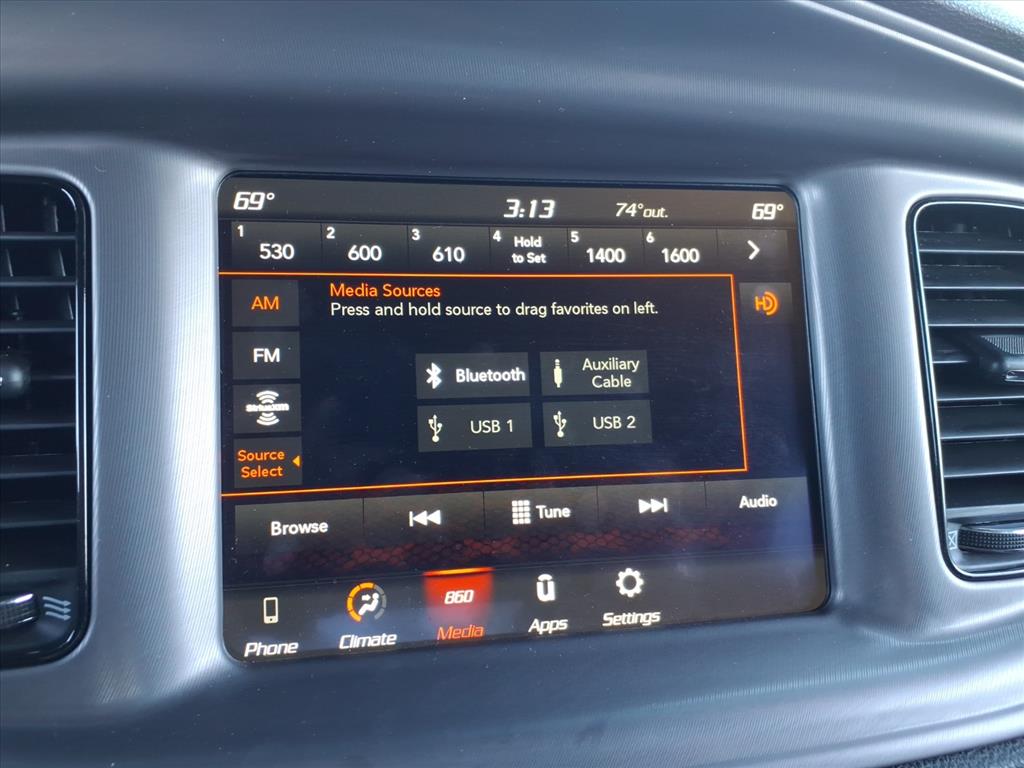 69° 3:13 74°out. 69°
1 530 2 600 3 610 4 Hold to Set 5 1400 6 1600
AM
Media Sources
Press and hold source to drag favorites on left.
HD
FM
Bluetooth
Auxiliary
Cable
SiriusXM
USB 1
USB 2
Source
Select
Browse
Tune
Audio
Phone
Climate
860
Media
Apps
Settings